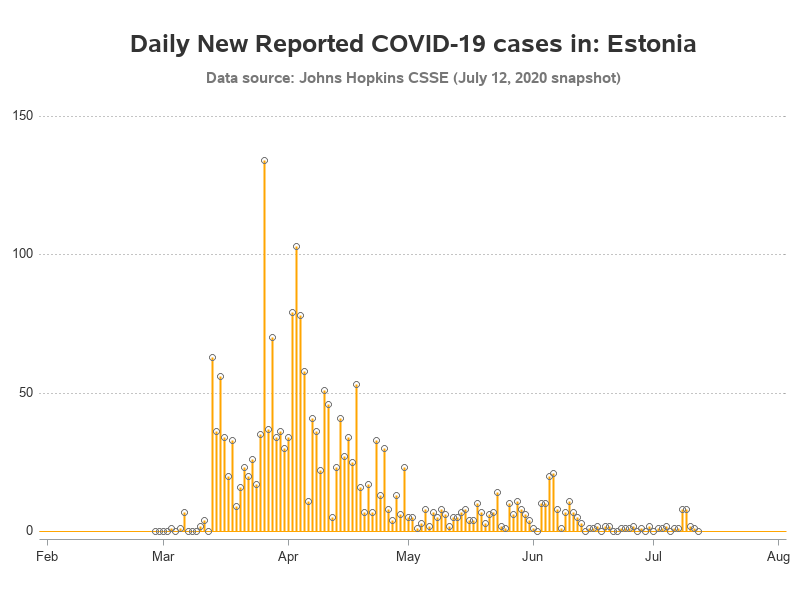 Daily New Reported COVID-19 cases in: Estonia
Data source: Johns Hopkins CSSE (July 12, 2020 snapshot)
150
100
50
0
Feb Mar Apr May Jun Jul Aug